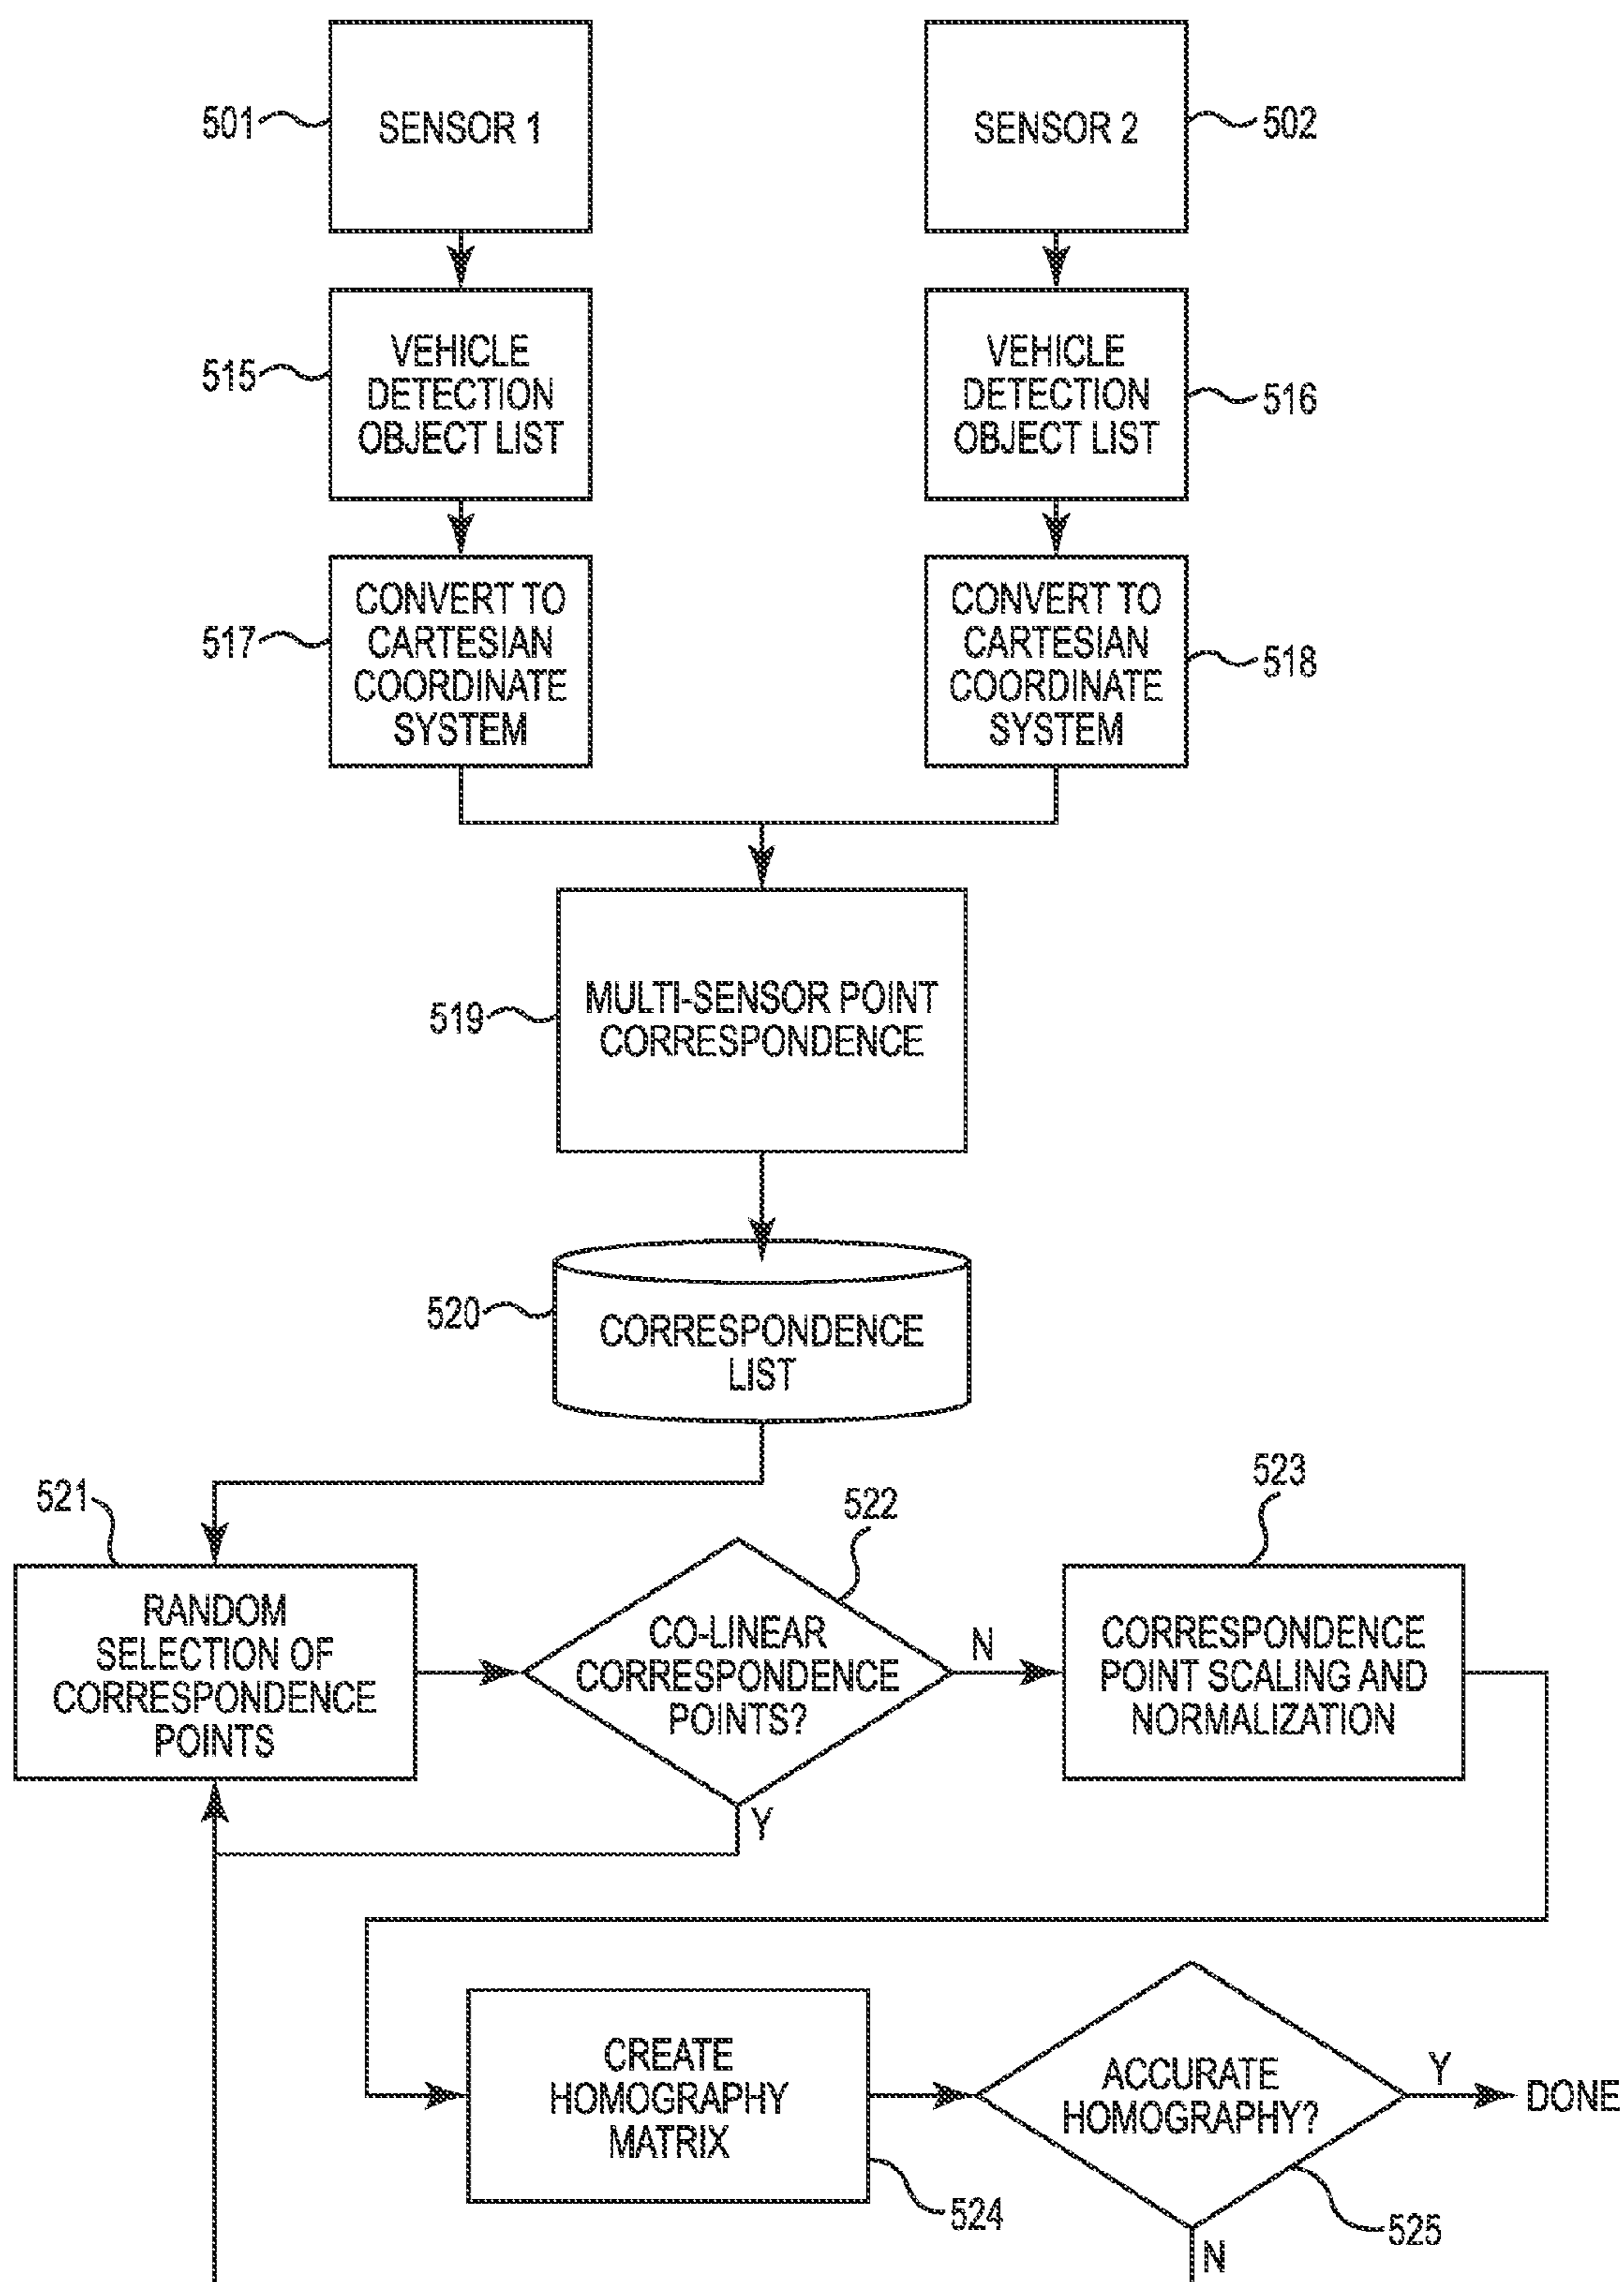 501
SENSOR 1
SENSOR 2
502
515
VEHICLE
DETECTION
OBJECT LIST
VEHICLE
DETECTION
OBJECT LIST
516
517
CONVERT TO
CARTESIAN
COORDINATE
SYSTEM
CONVERT TO
CARTESIAN
COORDINATE
SYSTEM
518
519
MULTI-SENSOR POINT
CORRESPONDENCE
520
CORRESPONDENCE
LIST
521
RANDOM
SELECTION OF
CORRESPONDENCE
POINTS
522
CO-LINEAR
CORRESPONDENCE
POINTS?
N
Y
523
CORRESPONDENCE
POINT SCALING AND
NORMALIZATION
CREATE
HOMOGRAPHY
MATRIX
524
ACCURATE
HOMOGRAPHY?
Y
DONE
525
N